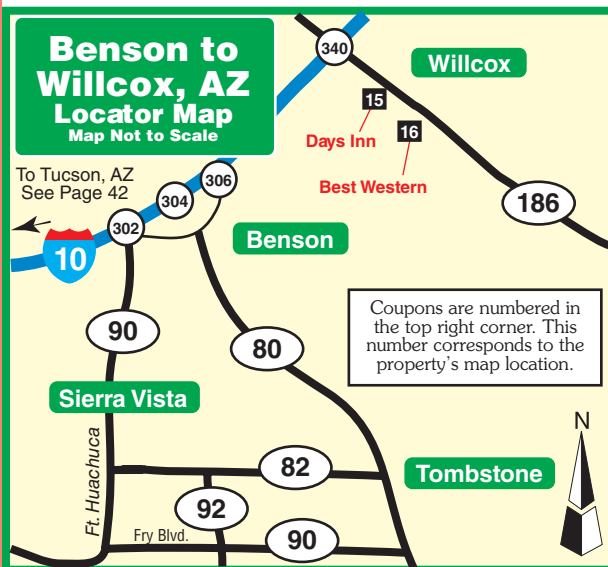 Benson to
Willcox, AZ
Locator Map
Map Not to Scale
340
Willcox
15
Days Inn
16
Best Western
To Tucson, AZ
See Page 42
306
304
302
186
10
Benson
90
80
Coupons are numbered in
the top right corner. This
number corresponds to the
property's map location.
Sierra Vista
N
Ft. Huachuca
82
Tombstone
92
Fry Blvd.
90